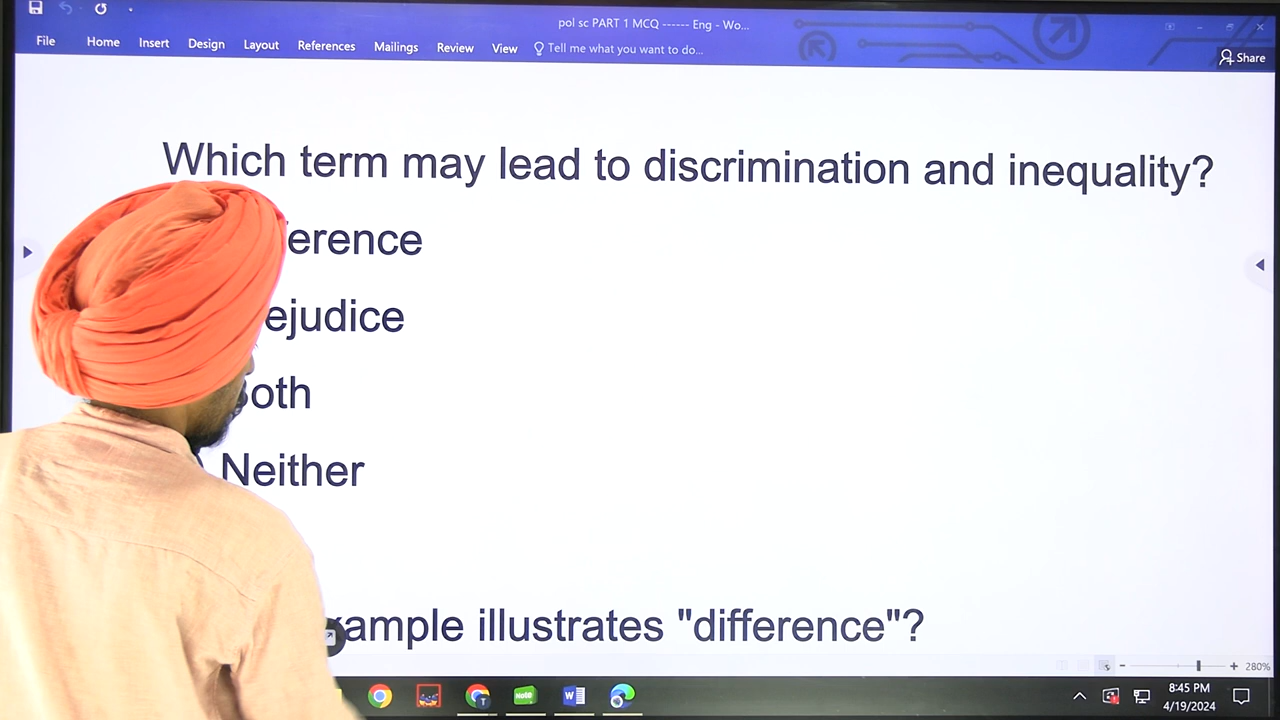 pol sc PART 1 MCQ ------ Eng - Wo...
File Home Insert Design Layout References Mailings Review View Tell me what you want to do...
Share
Which term may lead to discrimination and inequality?
erence
ejudice
Both
Neither
ample illustrates "difference"?
280%
Note
8:45 PM
4/19/2024